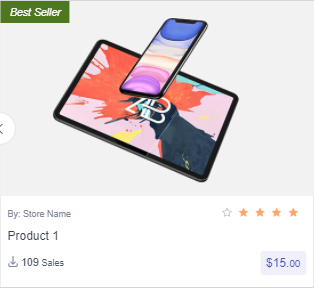 Best Seller
By: Store Name
Product 1
109 Sales
$15.00